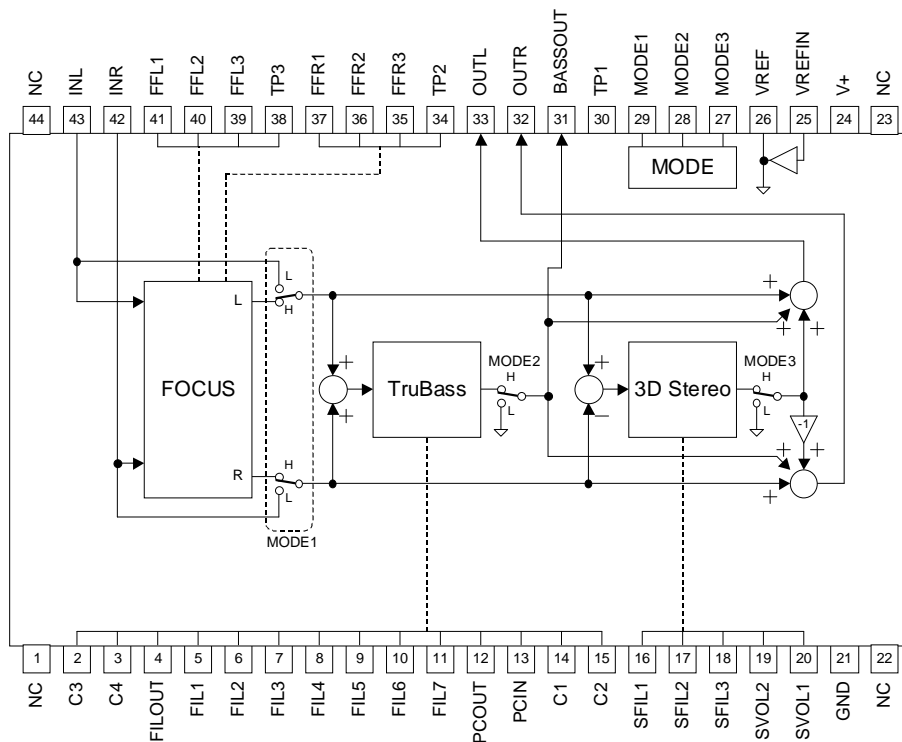 NC INL INR FFL1 FFL2 FFL3 TP3 FFR1 FFR2 FFR3 TP2 OUTL OUTR BASSOUT TP1 MODE1 MODE2 MODE3 VREF VREFIN V+ NC
44 43 42 41 40 39 38 37 36 35 34 33 32 31 30 29 28 27 26 25 24 23
MODE
L
L
H
+ + +
FOCUS
+
TruBass
MODE2
H
L
+
3D Stereo
MODE3
H
L
-1
+
−
R
H
L
+ + +
MODE1
1 2 3 4 5 6 7 8 9 10 11 12 13 14 15 16 17 18 19 20 21 22
NC C3 C4 FILOUT FIL1 FIL2 FIL3 FIL4 FIL5 FIL6 FIL7 PCOUT PCIN C1 C2 SFIL1 SFIL2 SFIL3 SVOL2 SVOL1 GND NC